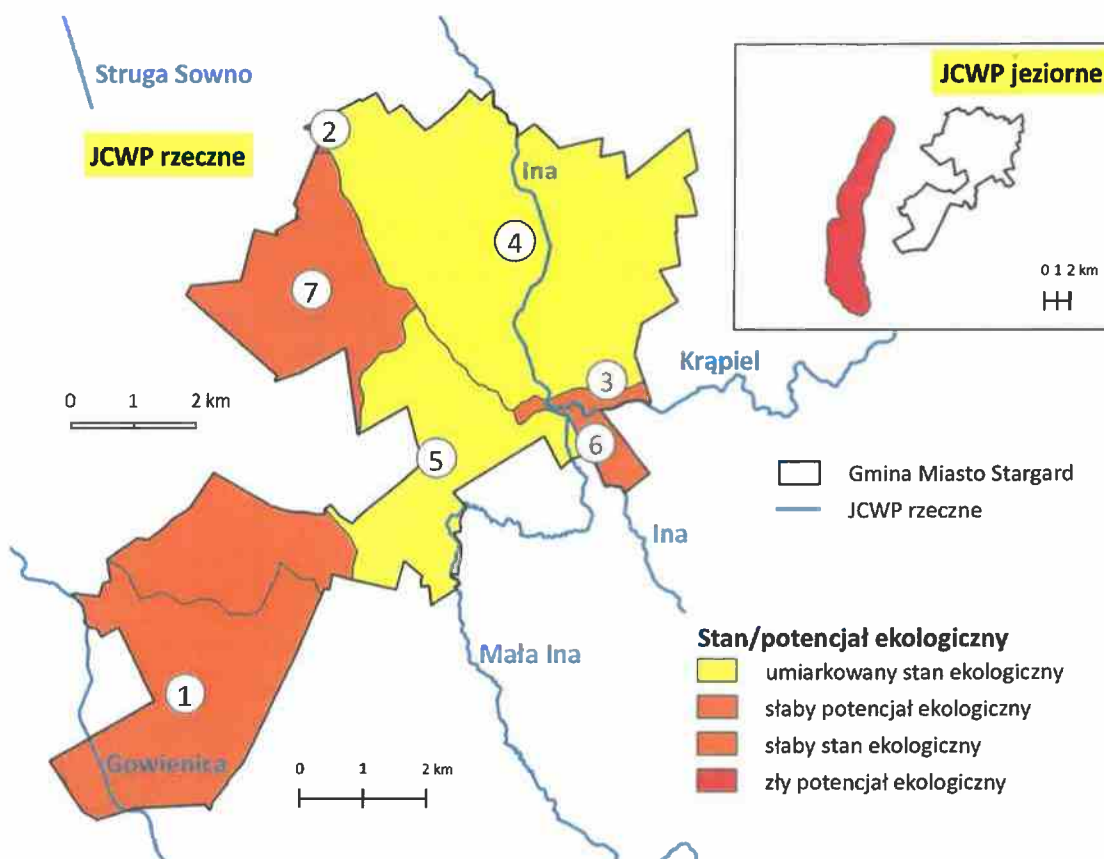 Struga Sowno
JCWP rzeczne
JCWP jeziorne
0 1 2 km
2
Ina
4
7
Krąpiel
3
0 1 2 km
5
6
Gmina Miasto Stargard
JCWP rzeczne
Ina
Mała Ina
1
Gowienica
0 1 2 km
Stan/potencjał ekologiczny
umiarkowany stan ekologiczny
słaby potencjał ekologiczny
słaby stan ekologiczny
zły potencjał ekologiczny